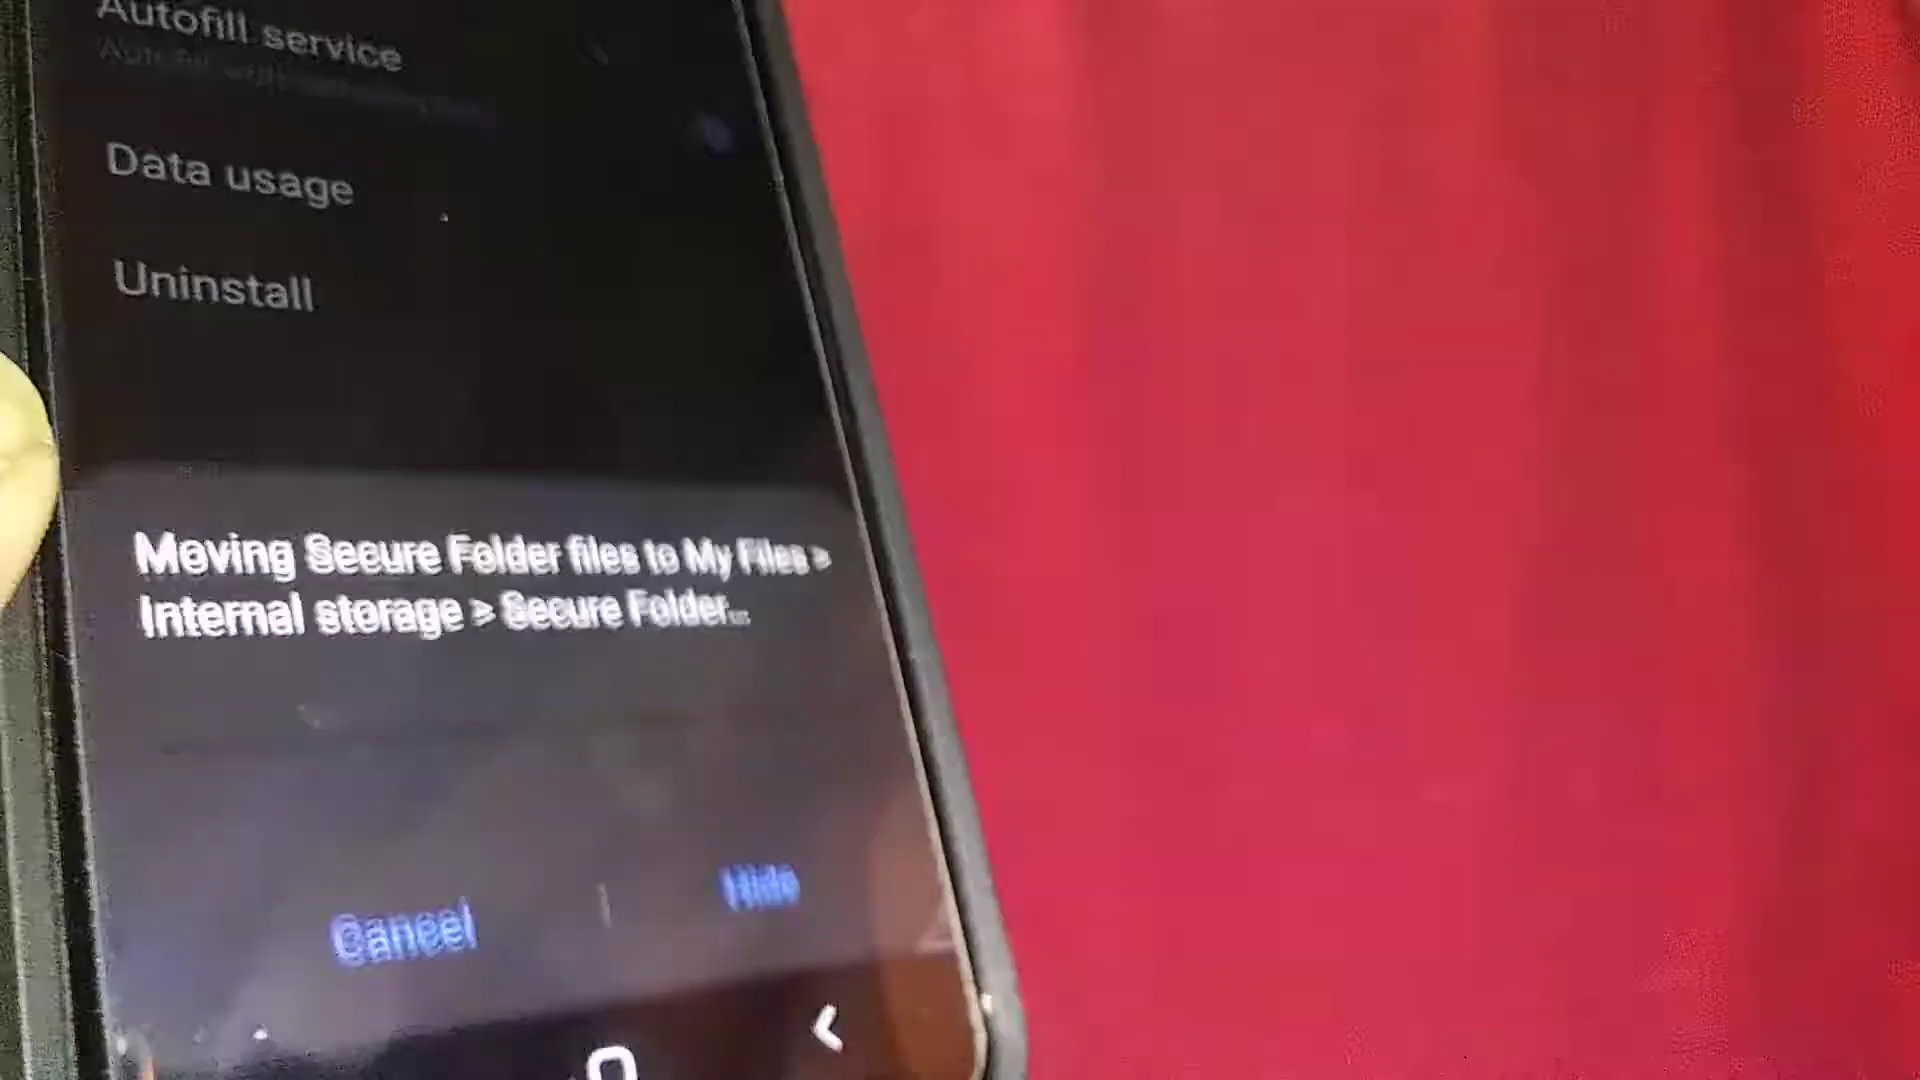 Autofill service
Data usage
Uninstall
Moving Secure Folder files to My Files >
Internal storage > Secure Folder...
Cancel
Hide